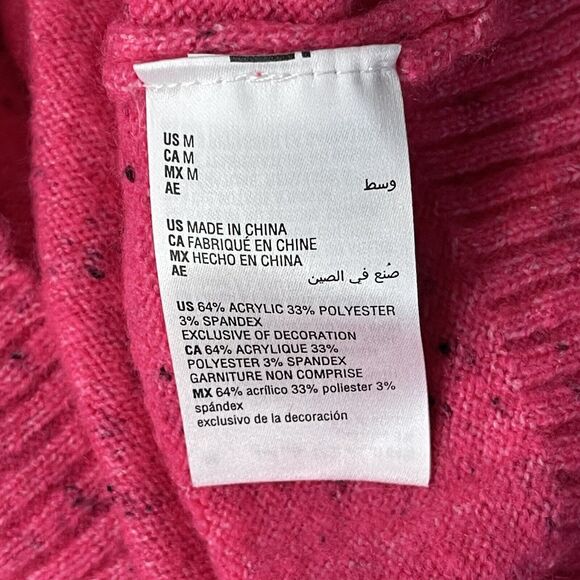 US M
CA M
MX M
AE وسط
US MADE IN CHINA
CA FABRIQUÉ EN CHINE
MX HECHO EN CHINA
AE صُنع في الصين
US 64% ACRYLIC 33% POLYESTER
3% SPANDEX
EXCLUSIVE OF DECORATION
CA 64% ACRYLIQUE 33%
POLYESTER 3% SPANDEX
GARNITURE NON COMPRISE
MX 64% acrílico 33% poliester 3%
spándex
exclusivo de la decoración